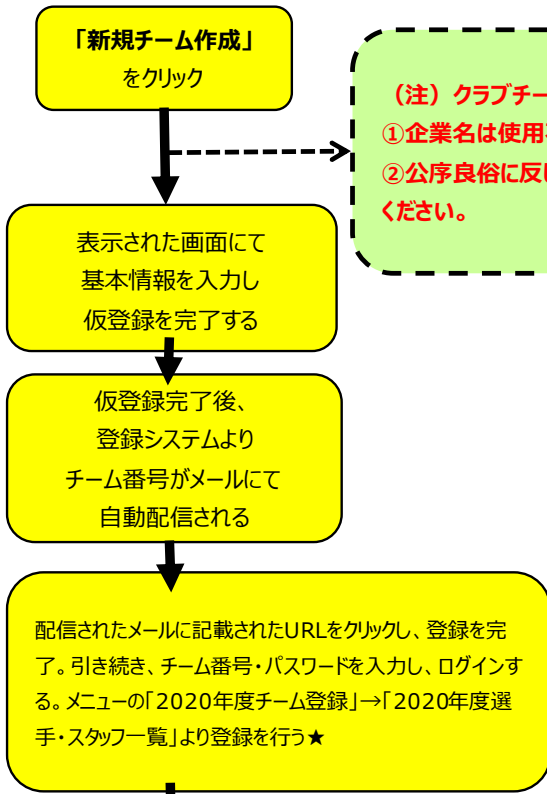 「新規チーム作成」
をクリック
（注）クラブチー
①企業名は使用
②公序良俗に反
ください。
表示された画面にて
基本情報を入力し
仮登録を完了する
仮登録完了後、
登録システムより
チーム番号がメールにて
自動配信される
配信されたメールに記載されたURLをクリックし、登録を完
了。引き続き、チーム番号・パスワードを入力し、ログインす
る。メニューの「2020年度チーム登録」→「2020年度選
手・スタッフ一覧」より登録を行う★